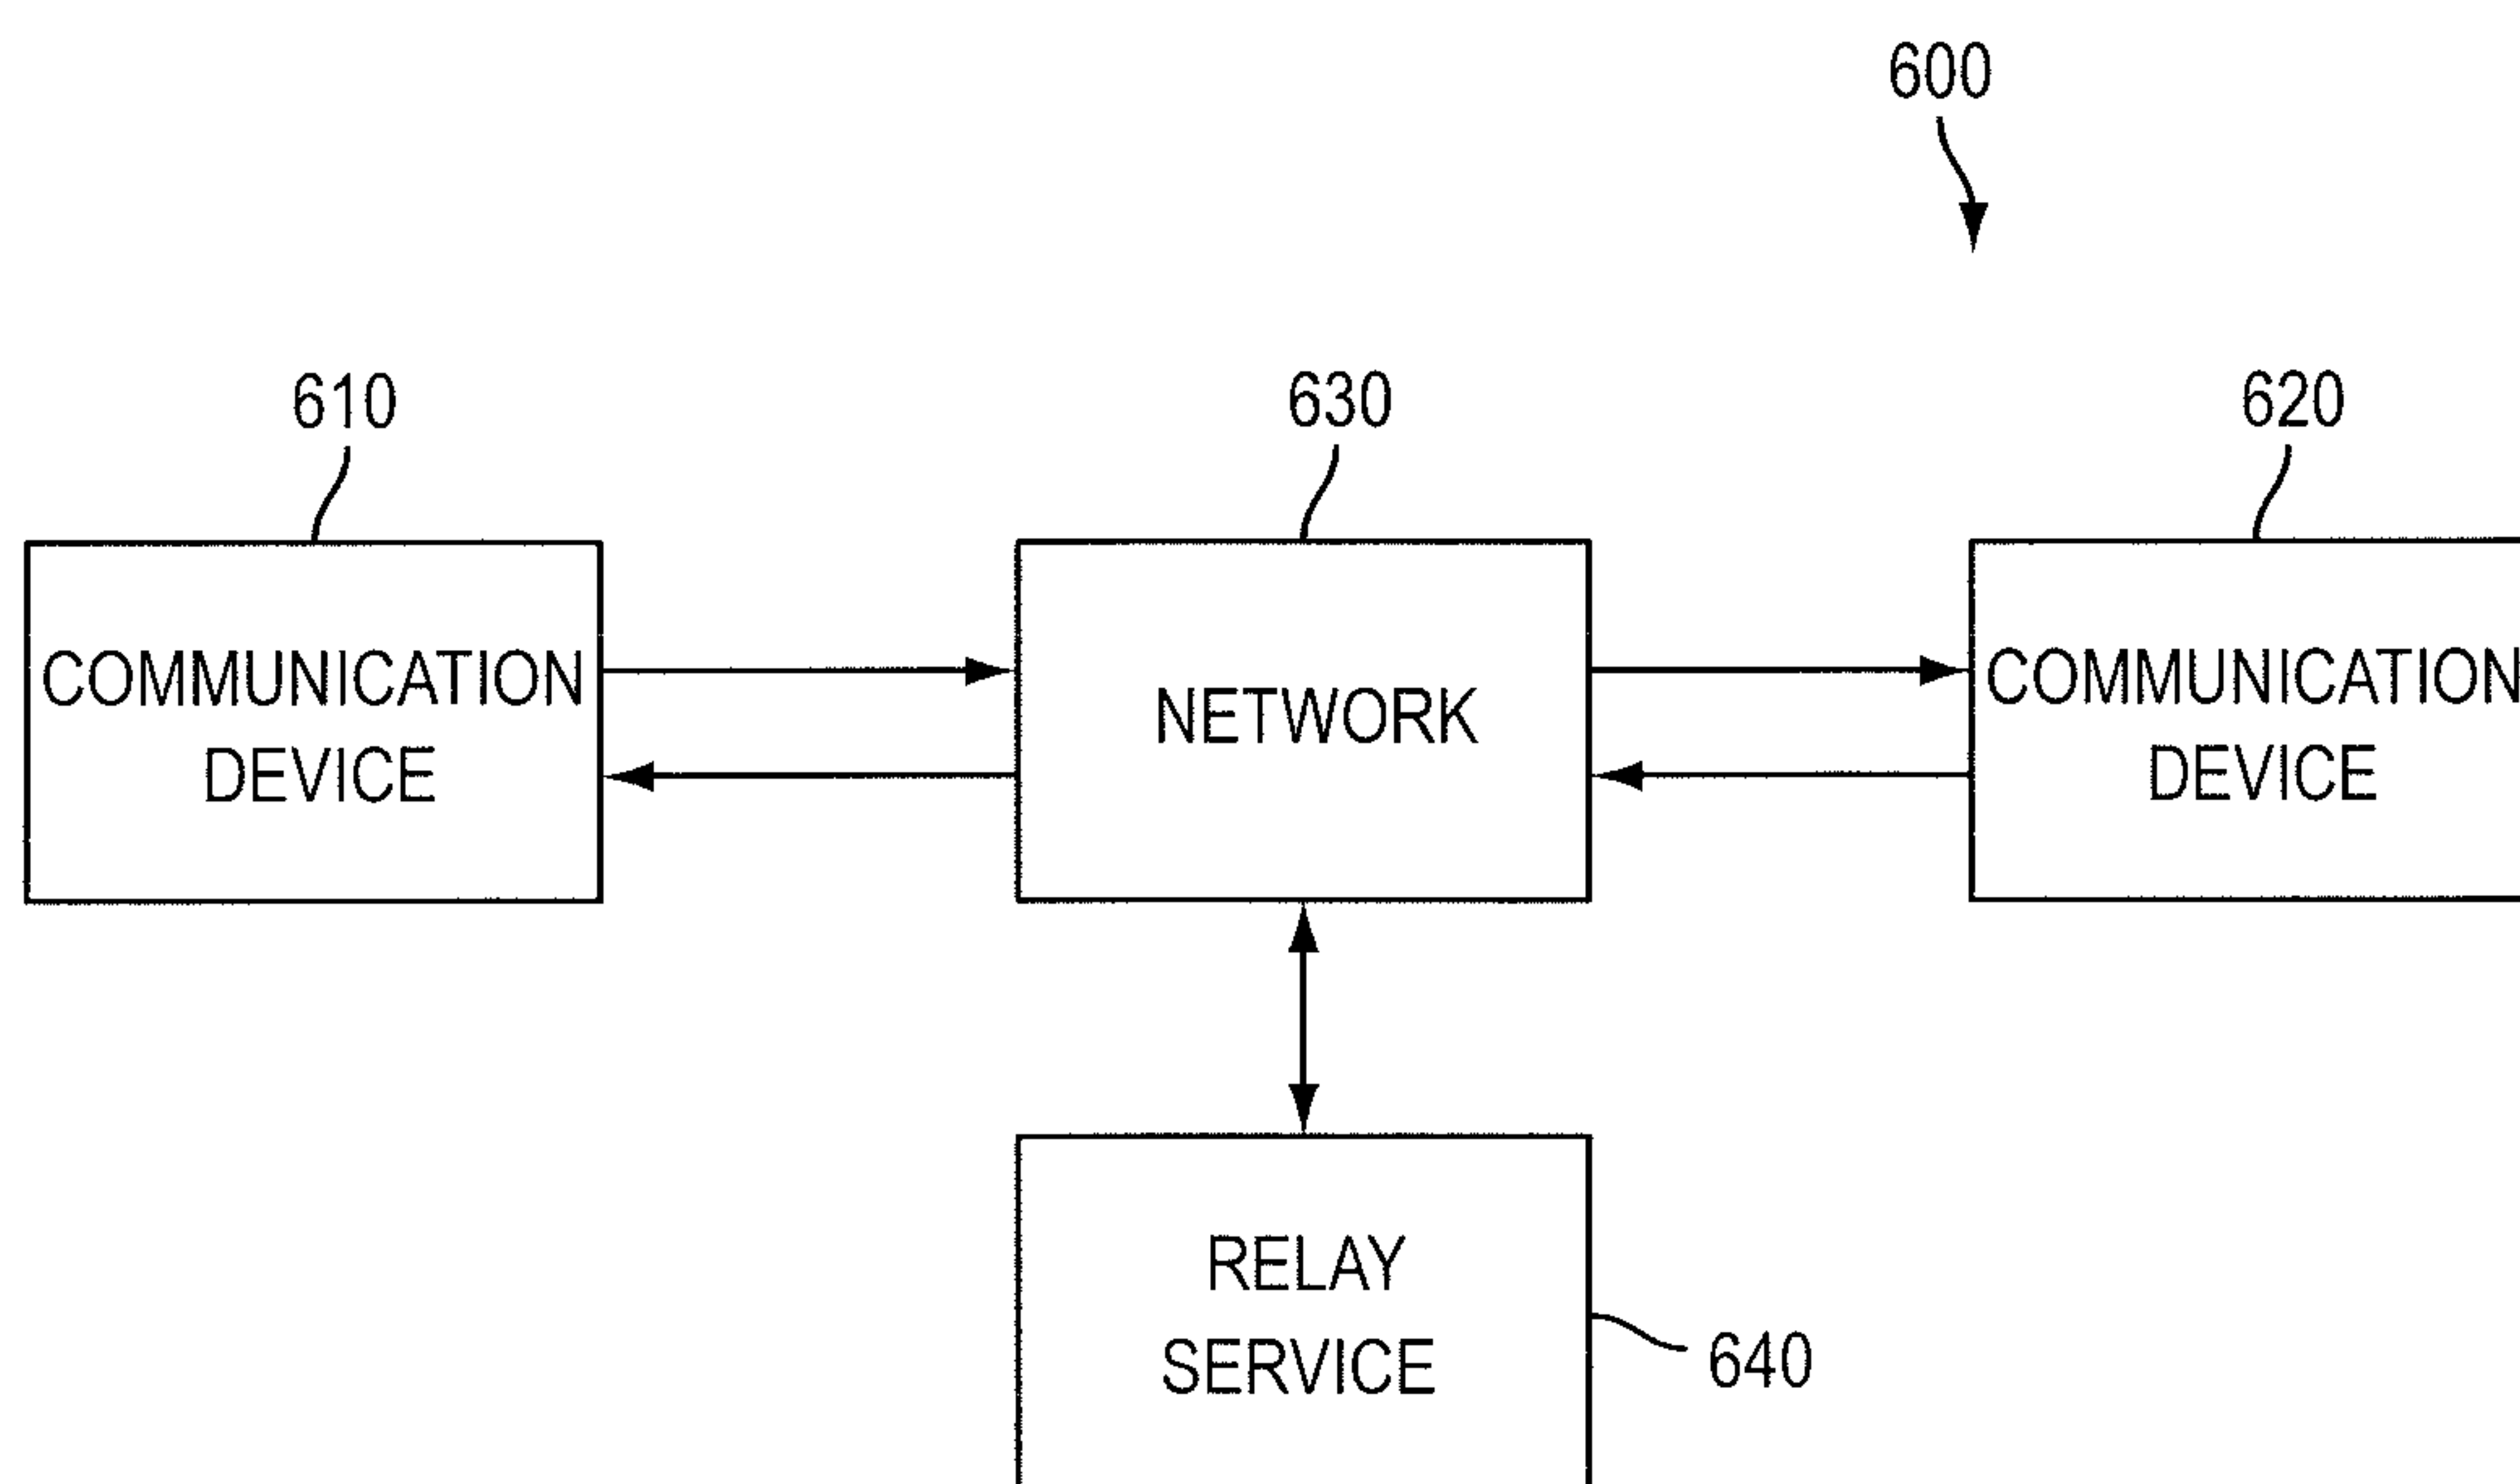 600
610
630
620
COMMUNICATION
DEVICE
NETWORK
COMMUNICATION
DEVICE
RELAY
SERVICE
640